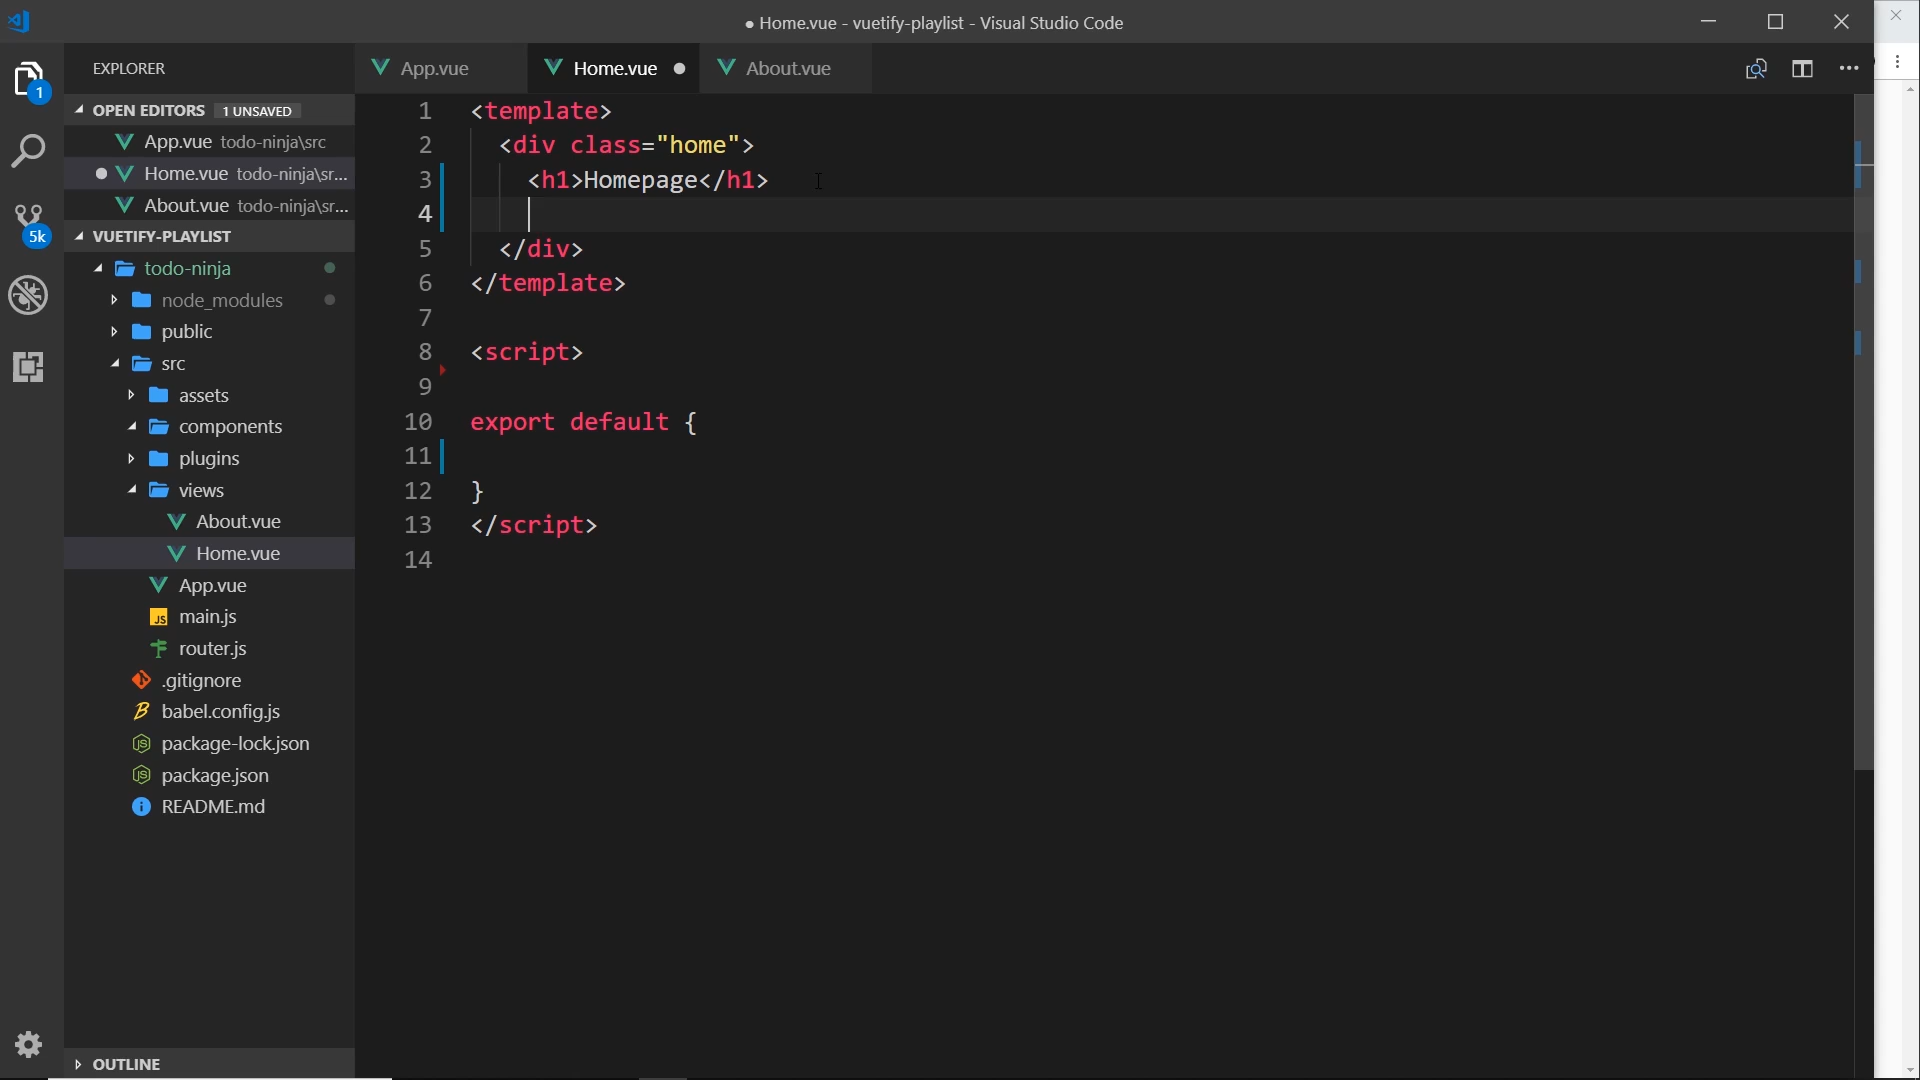 ● Home.vue - vuetify-playlist - Visual Studio Code
EXPLORER
OPEN EDITORS 1 UNSAVED
App.vue todo-ninja\src
Home.vue todo-ninja\sr...
About.vue todo-ninja\sr...
VUETIFY-PLAYLIST
todo-ninja
node_modules
public
src
assets
components
plugins
views
About.vue
Home.vue
App.vue
main.js
router.js
.gitignore
babel.config.js
package-lock.json
package.json
README.md
OUTLINE
1
5k
App.vue
Home.vue
About.vue
1 <template>
2 <div class="home">
3 <h1>Homepage</h1>
4
5 </div>
6 </template>
7
8 <script>
9
10 export default {
11
12 }
13 </script>
14